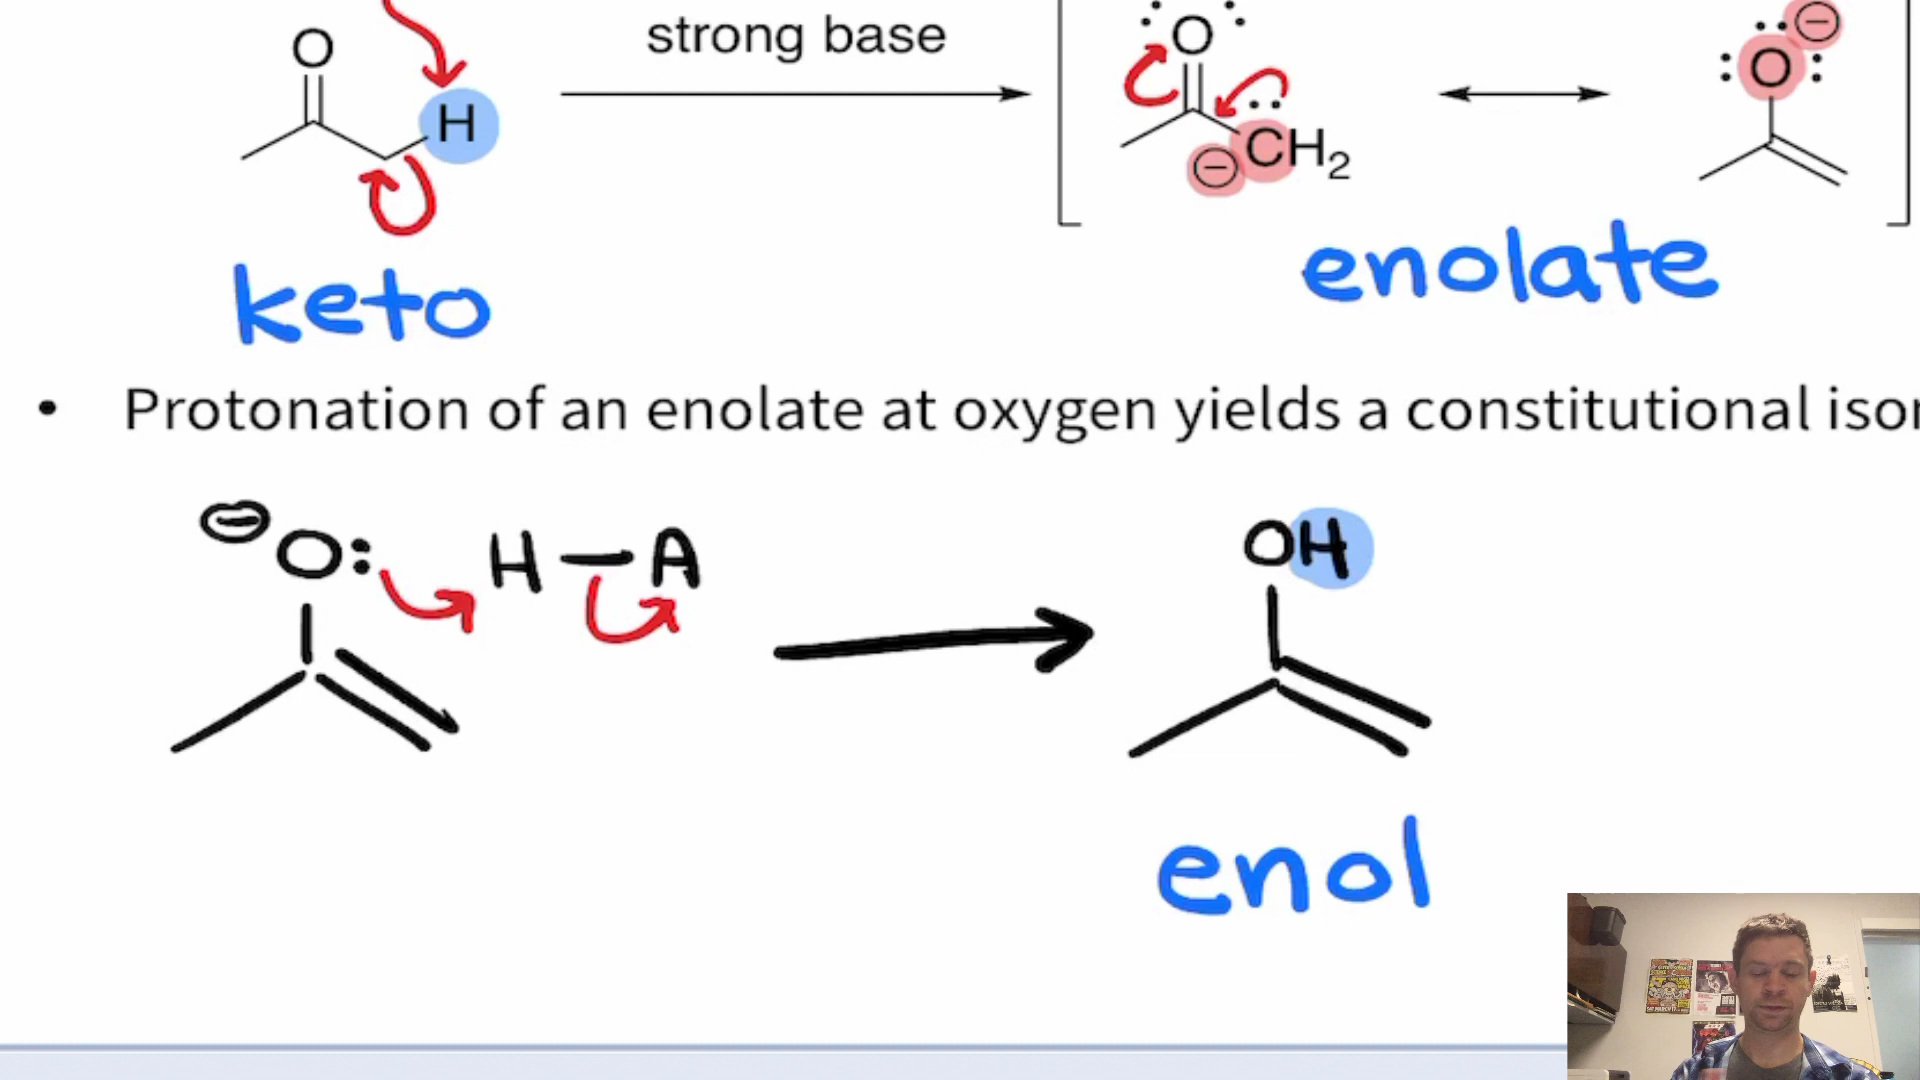 O
H
strong base
O
CH2
O
keto
enolate
• Protonation of an enolate at oxygen yields a constitutional iso
O: H–A
OH
enol